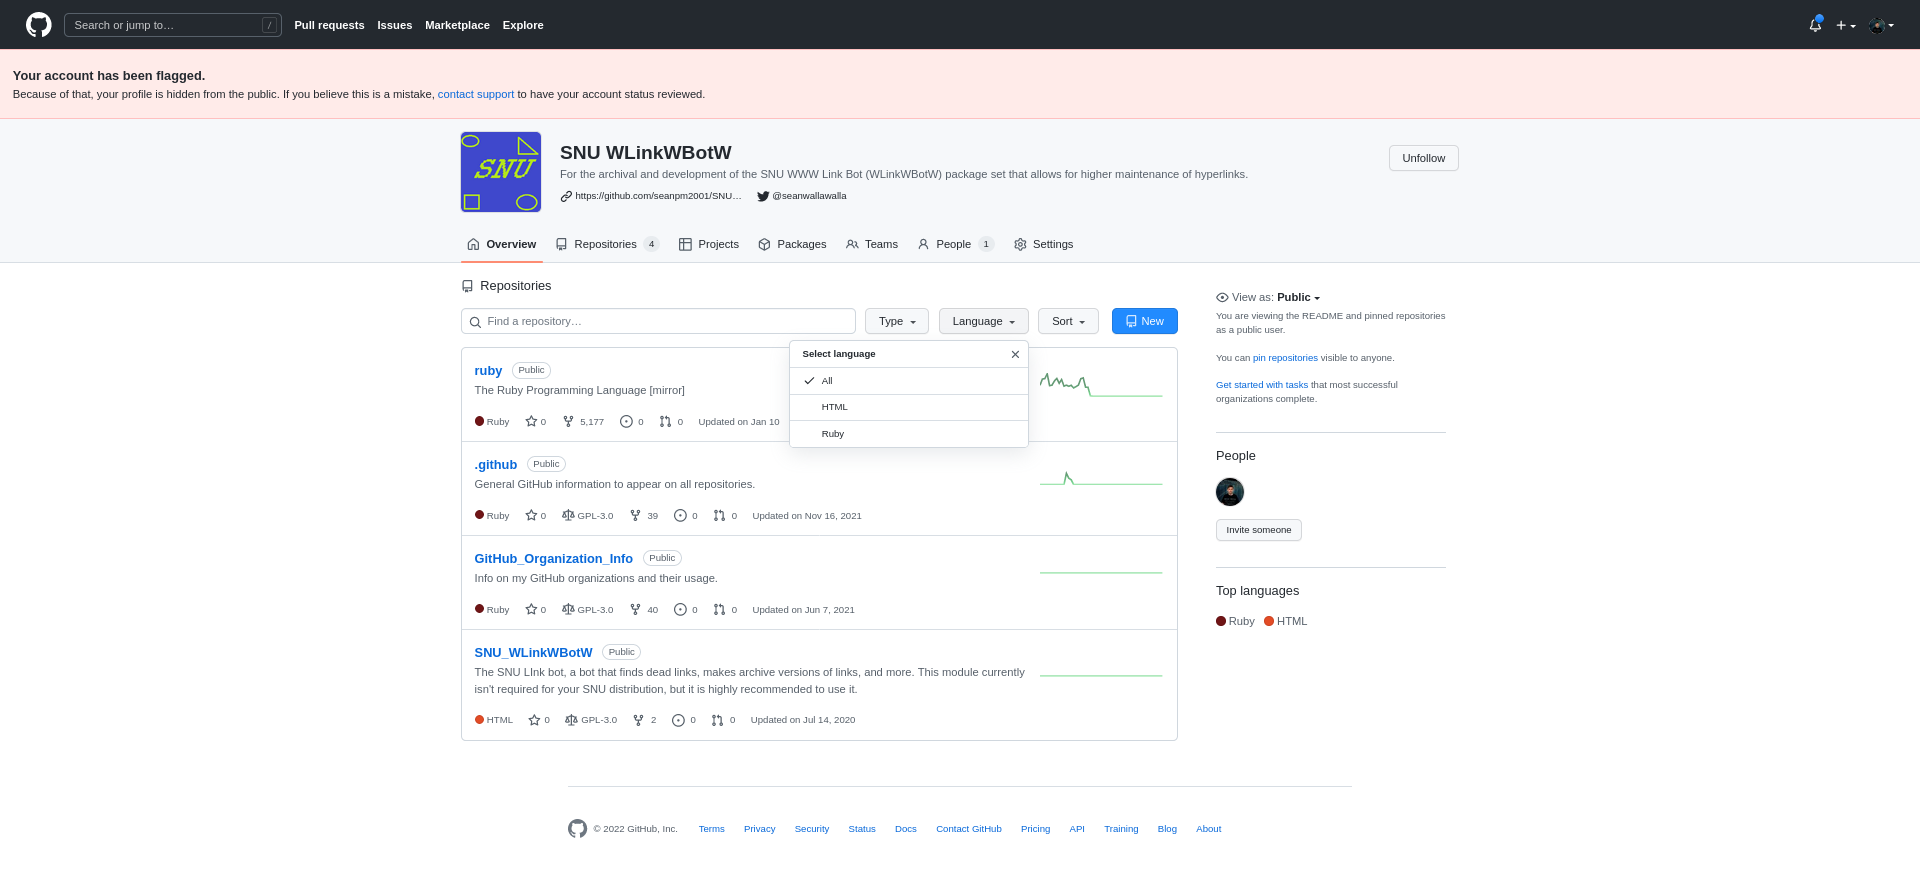 Search or jump to…
/
Pull requests Issues Marketplace Explore
Your account has been flagged.
Because of that, your profile is hidden from the public. If you believe this is a mistake, contact support to have your account status reviewed.
SNU
SNU WLinkWBotW
For the archival and development of the SNU WWW Link Bot (WLinkWBotW) package set that allows for higher maintenance of hyperlinks.
https://github.com/seanpm2001/SNU… @seanwallawalla
Unfollow
Overview Repositories 4 Projects Packages Teams People 1 Settings
Repositories
Find a repository… Type Language Sort New
Select language
All
HTML
Ruby
ruby Public
The Ruby Programming Language [mirror]
Ruby 0 5,177 0 0 Updated on Jan 10
.github Public
General GitHub information to appear on all repositories.
Ruby 0 GPL-3.0 39 0 0 Updated on Nov 16, 2021
GitHub_Organization_Info Public
Info on my GitHub organizations and their usage.
Ruby 0 GPL-3.0 40 0 0 Updated on Jun 7, 2021
SNU_WLinkWBotW Public
The SNU LInk bot, a bot that finds dead links, makes archive versions of links, and more. This module currently
isn't required for your SNU distribution, but it is highly recommended to use it.
HTML 0 GPL-3.0 2 0 0 Updated on Jul 14, 2020
View as: Public
You are viewing the README and pinned repositories
as a public user.
You can pin repositories visible to anyone.
Get started with tasks that most successful
organizations complete.
People
Invite someone
Top languages
Ruby HTML
© 2022 GitHub, Inc. Terms Privacy Security Status Docs Contact GitHub Pricing API Training Blog About